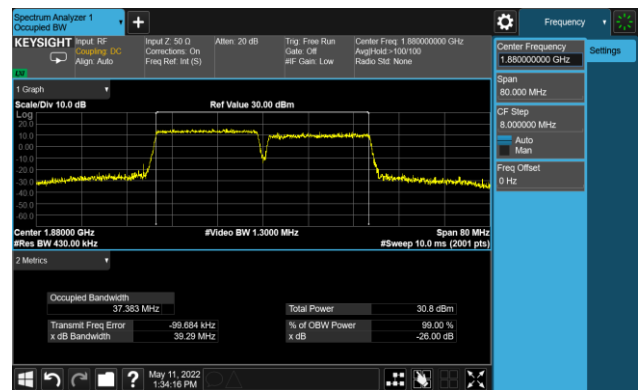 Spectrum Analyzer 1
Occupied BW
Frequency
KEYSIGHT
Input: RF
Coupling: DC
Align: Auto
Input Z: 50 Ω
Corrections: On
Freq Ref: Int (S)
Atten: 20 dB
Trig: Free Run
Gate: Off
#IF Gain: Low
Center Freq: 1.880000000 GHz
Avg|Hold:>100/100
Radio Std: None
Center Frequency
1.880000000 GHz
Settings
Span
80.000 MHz
CF Step
8.000000 MHz
Auto
Man
Freq Offset
0 Hz
1 Graph
Scale/Div 10.0 dB
Ref Value 30.00 dBm
Log
20.0
10.0
0.00
-10.0
-20.0
-30.0
-40.0
-50.0
-60.0
Center 1.88000 GHz
#Video BW 1.3000 MHz
Span 80 MHz
#Res BW 430.00 kHz
#Sweep 10.0 ms (2001 pts)
2 Metrics
Occupied Bandwidth
37.383 MHz
Total Power
30.8 dBm
Transmit Freq Error
-99.684 kHz
% of OBW Power
99.00 %
x dB Bandwidth
39.29 MHz
x dB
-26.00 dB
?
May 11, 2022
1:34:16 PM